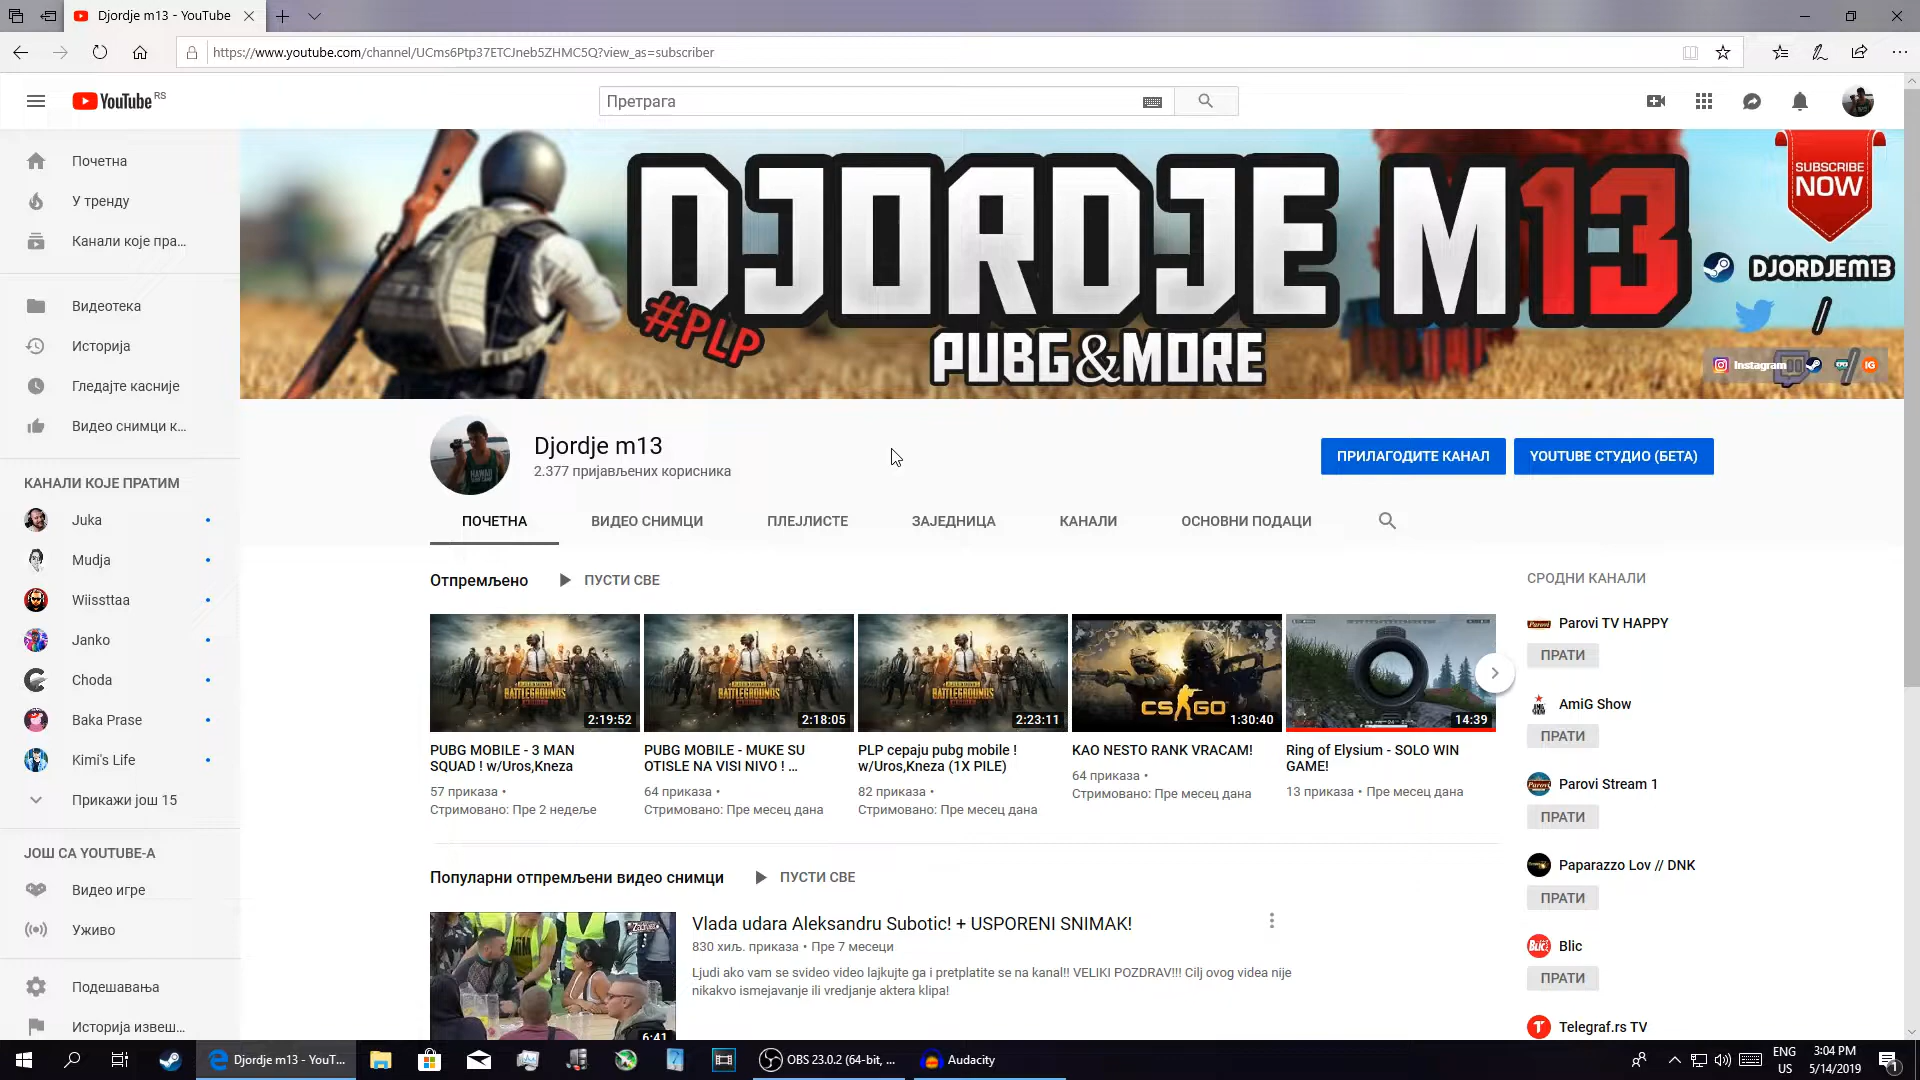 Djordje m13 - YouTube
https://www.youtube.com/channel/UCms6Ptp37ETCJneb5ZHMC5Q?view_as=subscriber
YouTube RS
Претрага
Почетна
У тренду
Канали које пра...
Видеотека
Историја
Гледајте касније
Видео снимци к...
КАНАЛИ КОЈЕ ПРАТИМ
Juka
Mudja
Wiissttaa
Janko
Choda
Baka Prase
Kimi's Life
Прикажи још 15
ЈОШ СА YOUTUBE-А
Видео игре
Уживо
Подешавања
Историја извеш...
DJORDJE M13
#PLP
PUBG&MORE
SUBSCRIBE
NOW
DJORDJEM13
Instagram
IG
Djordje m13
2.377 пријављених корисника
ПРИЛАГОДИТЕ КАНАЛ
YOUTUBE СТУДИО (БЕТА)
ПОЧЕТНА
ВИДЕО СНИМЦИ
ПЛЕЈЛИСТЕ
ЗАЈЕДНИЦА
КАНАЛИ
ОСНОВНИ ПОДАЦИ
Отпремљено
ПУСТИ СВЕ
BATTLEGROUNDS
2:19:52
PUBG MOBILE - 3 MAN
SQUAD ! w/Uros,Kneza
57 приказа •
Стримовано: Пре 2 недеље
BATTLEGROUNDS
2:18:05
PUBG MOBILE - MUKE SU
OTISLE NA VISI NIVO ! ...
64 приказа •
Стримовано: Пре месец дана
BATTLEGROUNDS
2:23:11
PLP cepaju pubg mobile !
w/Uros,Kneza (1X PILE)
82 приказа •
Стримовано: Пре месец дана
CS GO
1:30:40
KAO NESTO RANK VRACAM!
64 приказа •
Стримовано: Пре месец дана
14:39
Ring of Elysium - SOLO WIN
GAME!
13 приказа • Пре месец дана
Популарни отпремљени видео снимци
ПУСТИ СВЕ
6:41
Vlada udara Aleksandru Subotic! + USPORENI SNIMAK!
830 хиљ. приказа • Пре 7 месеци
Ljudi ako vam se svideo video lajkujte ga i pretplatite se na kanal!! VELIKI POZDRAV!!! Cilj ovog videa nije
nikakvo ismejavanje ili vredjanje aktera klipa!
СРОДНИ КАНАЛИ
Parovi TV HAPPY
ПРАТИ
AmiG Show
ПРАТИ
Parovi Stream 1
ПРАТИ
Paparazzo Lov // DNK
ПРАТИ
Blic
ПРАТИ
Telegraf.rs TV
Djordje m13 - YouT...
OBS 23.0.2 (64-bit, ...
Audacity
ENG
US
3:04 PM
5/14/2019
1